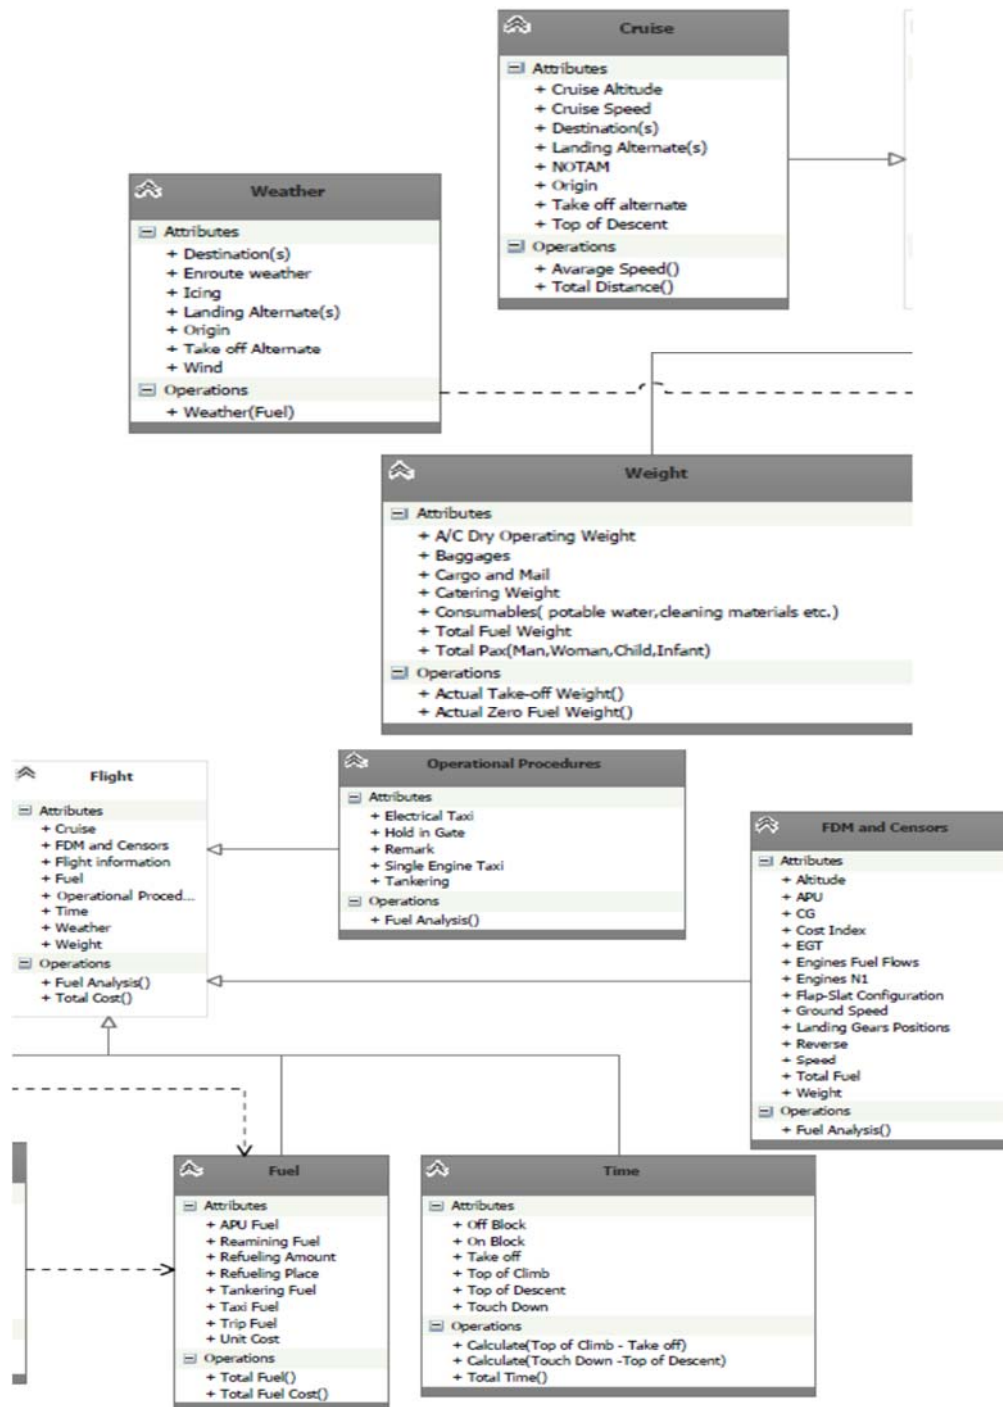 Cruise
Attributes
+ Cruise Altitude
+ Cruise Speed
+ Destination(s)
+ Landing Alternate(s)
+ NOTAM
+ Origin
+ Take off alternate
+ Top of Descent
Operations
+ Avarage Speed()
+ Total Distance()
Weather
Attributes
+ Destination(s)
+ Enroute weather
+ Icing
+ Landing Alternate(s)
+ Origin
+ Take off Alternate
+ Wind
Operations
+ Weather(Fuel)
Weight
Attributes
+ A/C Dry Operating Weight
+ Baggages
+ Cargo and Mail
+ Catering Weight
+ Consumables( potable water,cleaning materials etc.)
+ Total Fuel Weight
+ Total Pax(Man,Woman,Child,Infant)
Operations
+ Actual Take-off Weight()
+ Actual Zero Fuel Weight()
Flight
Attributes
+ Cruise
+ FDM and Censors
+ Flight information
+ Fuel
+ Operational Proced...
+ Time
+ Weather
+ Weight
Operations
+ Fuel Analysis()
+ Total Cost()
Operational Procedures
Attributes
+ Electrical Taxi
+ Hold in Gate
+ Remark
+ Single Engine Taxi
+ Tankering
Operations
+ Fuel Analysis()
FDM and Censors
Attributes
+ Altitude
+ APU
+ CG
+ Cost Index
+ EGT
+ Engines Fuel Flows
+ Engines N1
+ Flap-Slat Configuration
+ Ground Speed
+ Landing Gears Positions
+ Reverse
+ Speed
+ Total Fuel
+ Weight
Operations
+ Fuel Analysis()
Fuel
Attributes
+ APU Fuel
+ Reamining Fuel
+ Refueling Amount
+ Refueling Place
+ Tankering Fuel
+ Taxi Fuel
+ Trip Fuel
+ Unit Cost
Operations
+ Total Fuel()
+ Total Fuel Cost()
Time
Attributes
+ Off Block
+ On Block
+ Take off
+ Top of Climb
+ Top of Descent
+ Touch Down
Operations
+ Calculate(Top of Climb - Take off)
+ Calculate(Touch Down -Top of Descent)
+ Total Time()